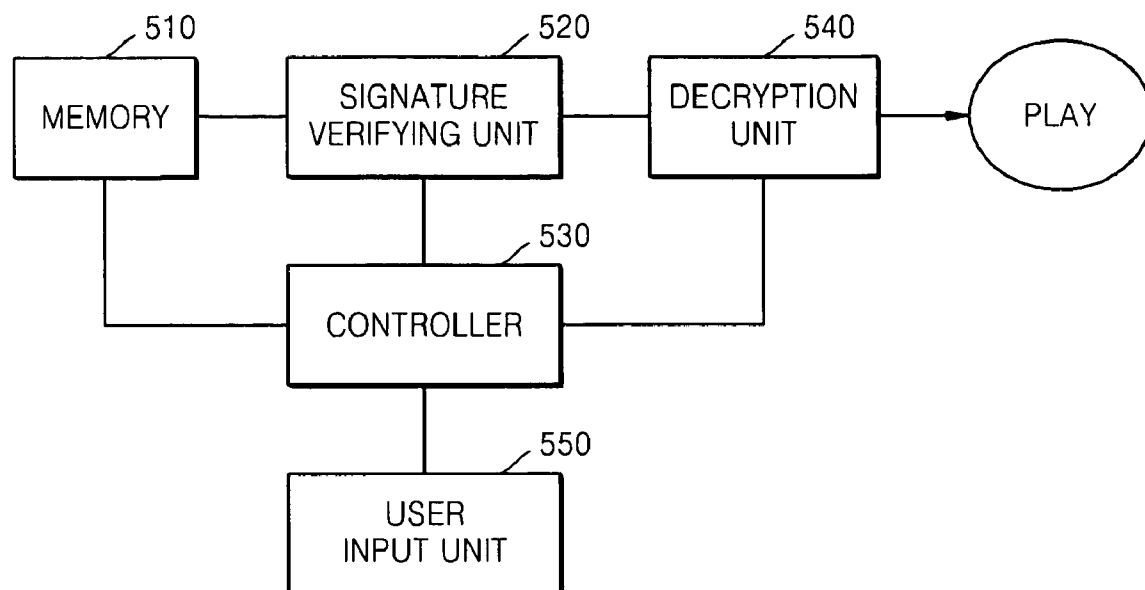 510
520
540
MEMORY
SIGNATURE
VERIFYING UNIT
DECRYPTION
UNIT
PLAY
530
CONTROLLER
550
USER
INPUT UNIT